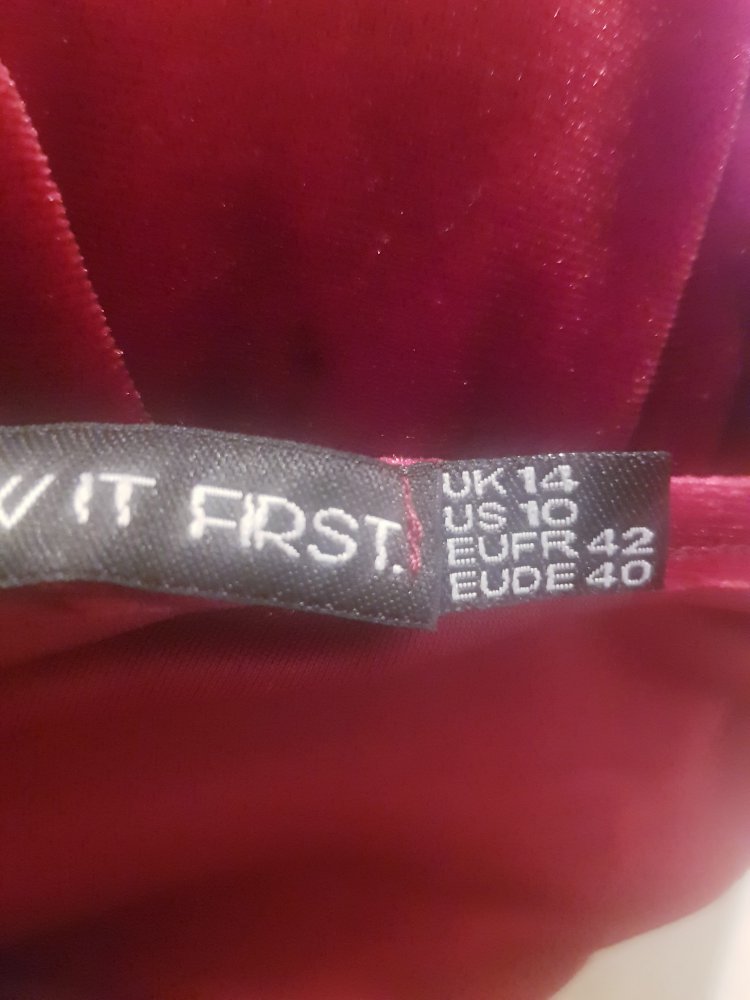 IT FIRST.
UK 14
US 10
EUFR 42
EUDE 40